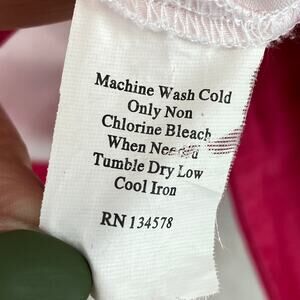 Machine Wash Cold
Only Non
Chlorine Bleach
When Needed
Tumble Dry Low
Cool Iron
RN 134578